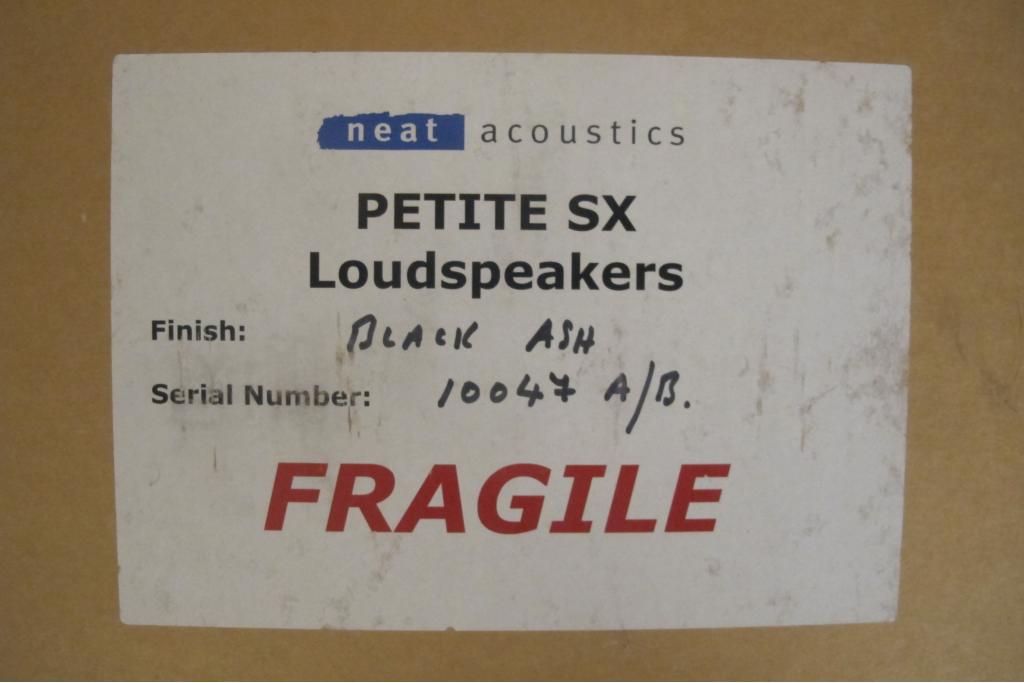 neat acoustics
PETITE SX
Loudspeakers
Finish: BLACK ASH
Serial Number: 10047 A/B.
FRAGILE